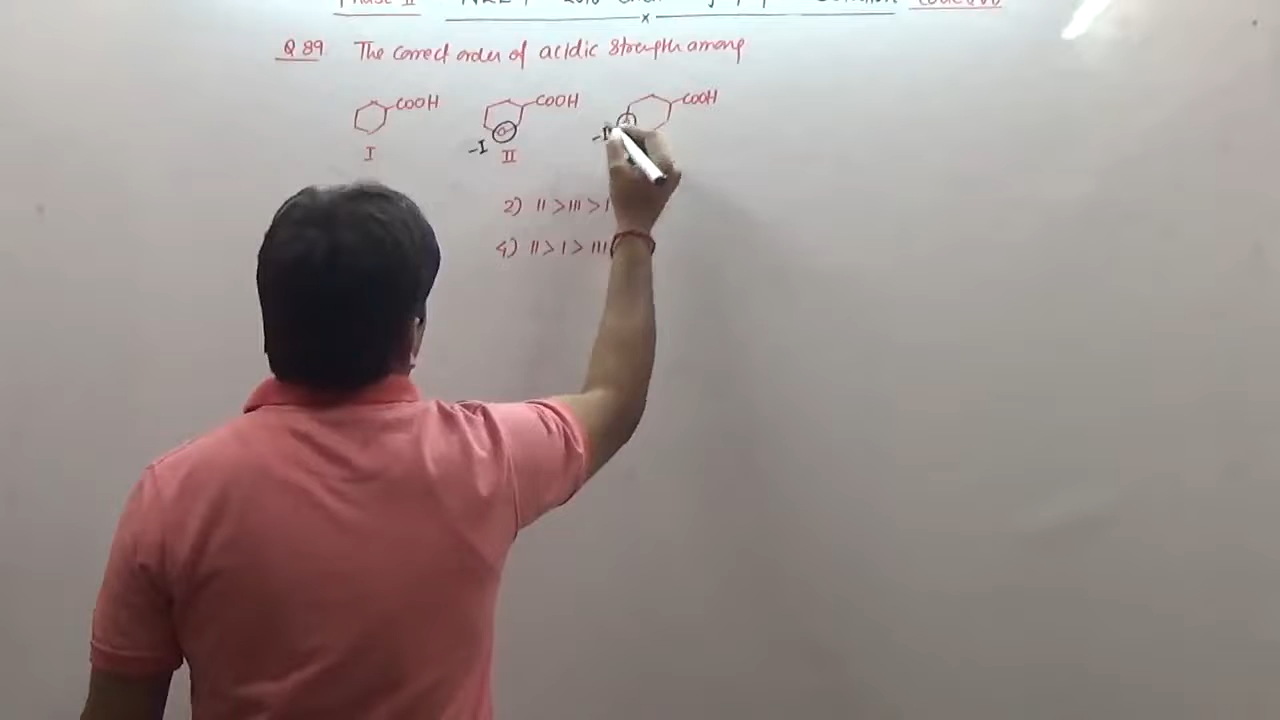 Q 89 The correct order of acidic strength among
COOH COOH COOH
-I -I
I II
2) II > III > I
4) II > I > III